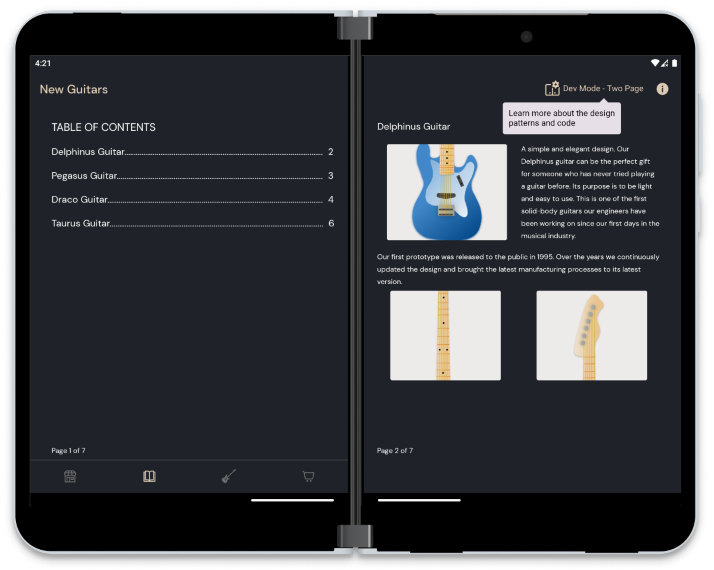 4:21
New Guitars
TABLE OF CONTENTS
Delphinus Guitar 2
Pegasus Guitar 3
Draco Guitar 4
Taurus Guitar 6
Page 1 of 7
Dev Mode - Two Page
i
Learn more about the design
patterns and code
Delphinus Guitar
A simple and elegant design. Our
Delphinus guitar can be the perfect gift
for someone who has never tried playing
a guitar before. Its purpose is to be light
and easy to use. This is one of the first
solid-body guitars our engineers have
been working on since our first days in the
musical industry.
Our first prototype was released to the public in 1995. Over the years we continuously
updated the design and brought the latest manufacturing processes to its latest
version.
Page 2 of 7